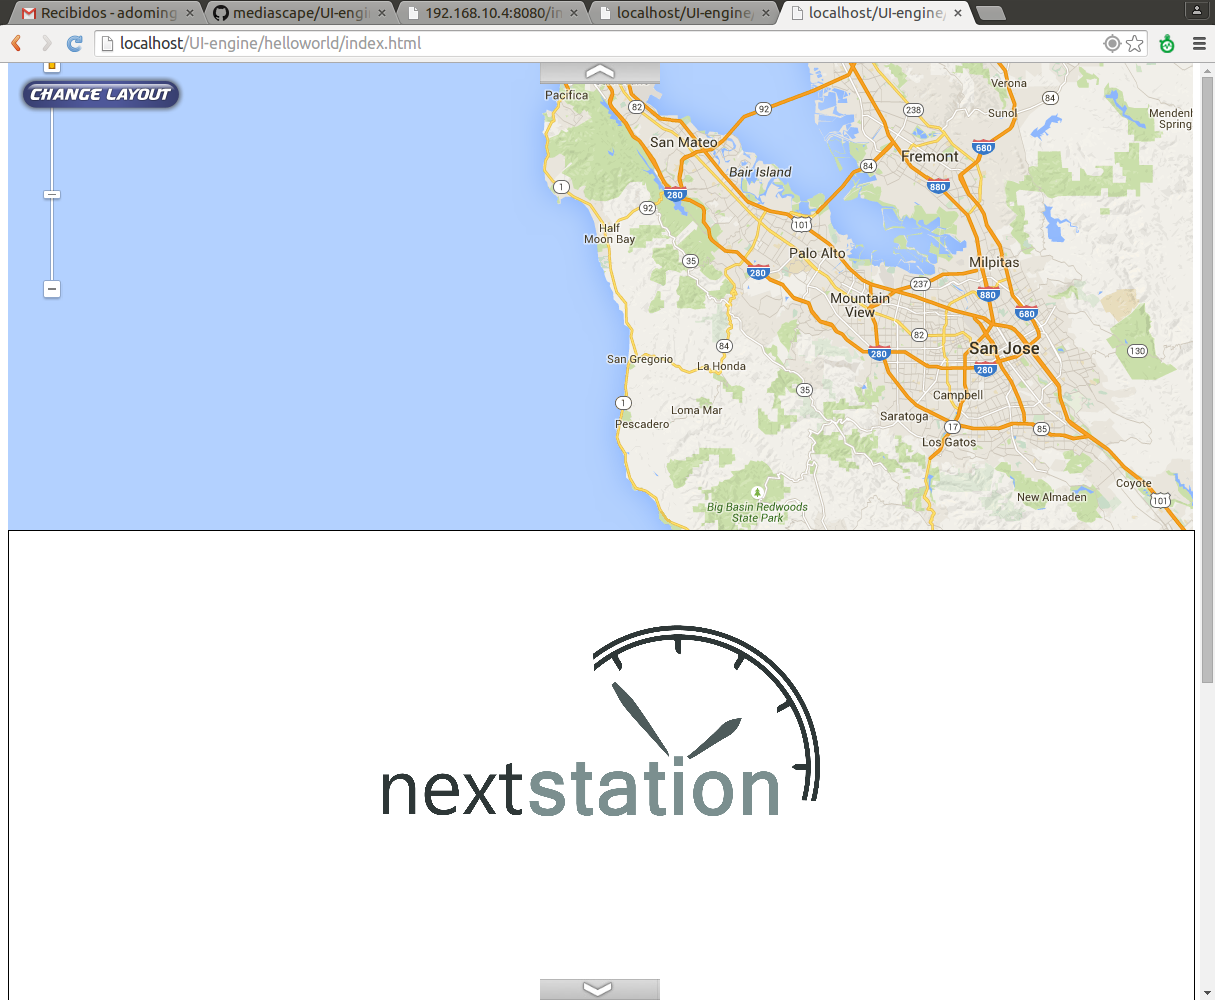 Recibidos - adoming
mediascape/UI-engi
192.168.10.4:8080/in
localhost/UI-engine/
localhost/UI-engine/
localhost/UI-engine/helloworld/index.html
CHANGE LAYOUT
Pacifica
82
92
Verona
84
238
Sunol
Mendenh
Spring
San Mateo
680
Fremont
Bair Island
84
880
1
280
92
101
Half
Moon Bay
35
Palo Alto
280
Milpitas
237
880
Mountain
View
680
82
San Jose
130
84
280
San Gregorio
La Honda
280
35
Campbell
1
Loma Mar
Saratoga
Pescadero
17
85
Los Gatos
Coyote
New Almaden
101
Big Basin Redwoods
State Park
nextstation